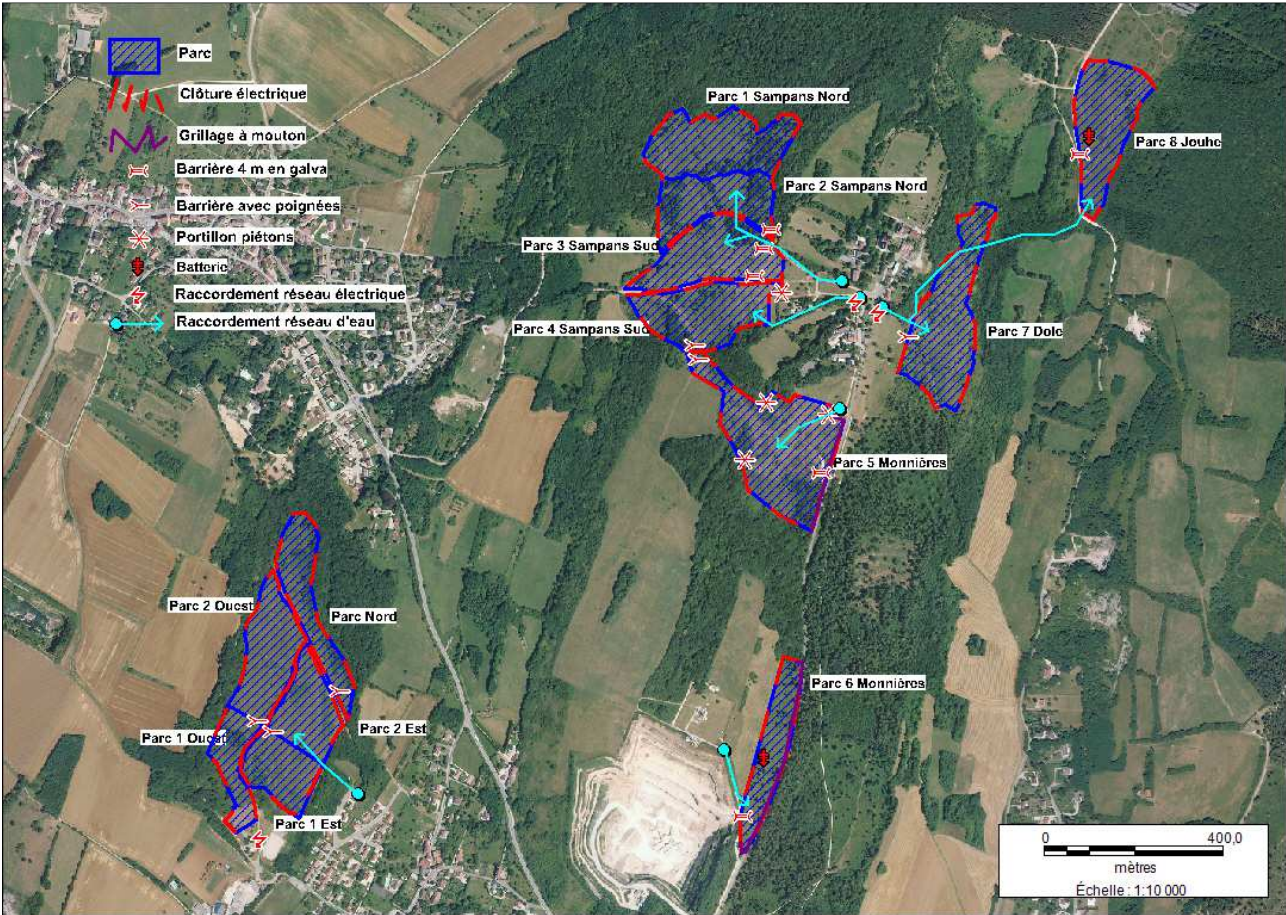 Parc
Clôture électrique
Grillage à mouton
Barrière 4 m en galva
Barrière avec poignées
Portillon piétons
Batterie
Raccordement réseau électrique
Raccordement réseau d'eau
Parc 1 Sampans Nord
Parc 8 Jouhe
Parc 2 Sampans Nord
Parc 3 Sampans Sud
Parc 4 Sampans Sud
Parc 7 Dole
Parc 5 Monnières
Parc 2 Ouest
Parc Nord
Parc 6 Monnières
Parc 2 Est
Parc 1 Ouest
Parc 1 Est
0 400,0
mètres
Échelle : 1:10 000